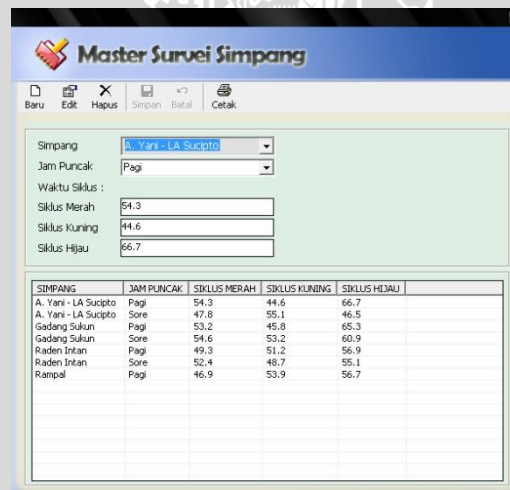 Master Survei Simpang
Baru Edit Hapus Simpan Batal Cetak
Simpang A. Yani - LA Sucipto
Jam Puncak Pagi
Waktu Siklus :
Siklus Merah 54.3
Siklus Kuning 44.6
Siklus Hijau 66.7
SIMPANG JAM PUNCAK SIKLUS MERAH SIKLUS KUNING SIKLUS HIJAU
A. Yani - LA Sucipto Pagi 54.3 44.6 66.7
A. Yani - LA Sucipto Sore 47.8 55.1 46.5
Gadang Sukun Pagi 53.2 45.8 65.3
Gadang Sukun Sore 54.6 53.2 60.9
Raden Intan Pagi 49.3 51.2 56.9
Raden Intan Sore 52.4 48.7 55.1
Rampal Pagi 46.9 53.9 56.7